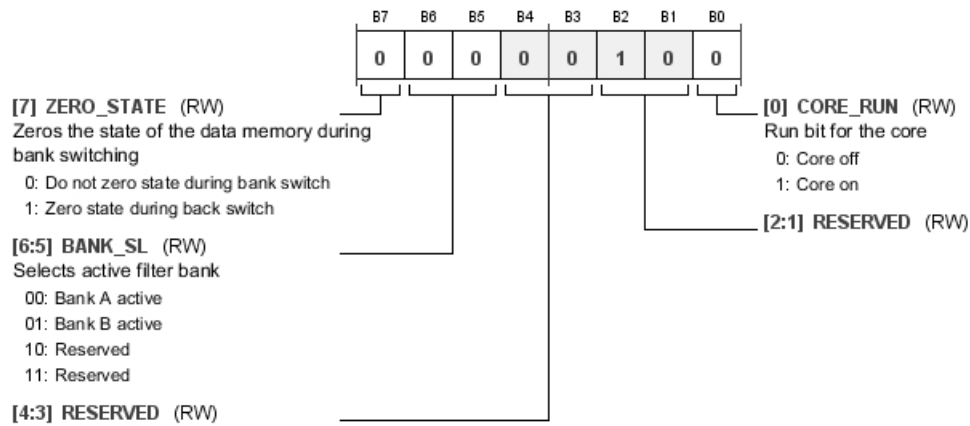 B7 B6 B5 B4 B3 B2 B1 B0
0 0 0 0 0 1 0 0
[7] ZERO_STATE (RW)
Zeros the state of the data memory during
bank switching
0: Do not zero state during bank switch
1: Zero state during back switch
[6:5] BANK_SL (RW)
Selects active filter bank
00: Bank A active
01: Bank B active
10: Reserved
11: Reserved
[4:3] RESERVED (RW)
[0] CORE_RUN (RW)
Run bit for the core
0: Core off
1: Core on
[2:1] RESERVED (RW)